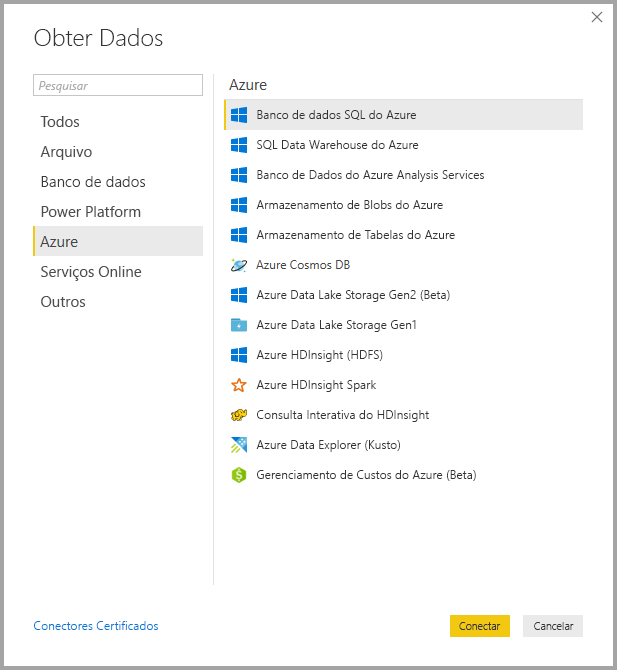 Obter Dados
Pesquisar
Todos
Arquivo
Banco de dados
Power Platform
Azure
Serviços Online
Outros
Azure
Banco de dados SQL do Azure
SQL Data Warehouse do Azure
Banco de Dados do Azure Analysis Services
Armazenamento de Blobs do Azure
Armazenamento de Tabelas do Azure
Azure Cosmos DB
Azure Data Lake Storage Gen2 (Beta)
Azure Data Lake Storage Gen1
Azure HDInsight (HDFS)
Azure HDInsight Spark
Consulta Interativa do HDInsight
Azure Data Explorer (Kusto)
Gerenciamento de Custos do Azure (Beta)
Conectores Certificados
Conectar
Cancelar